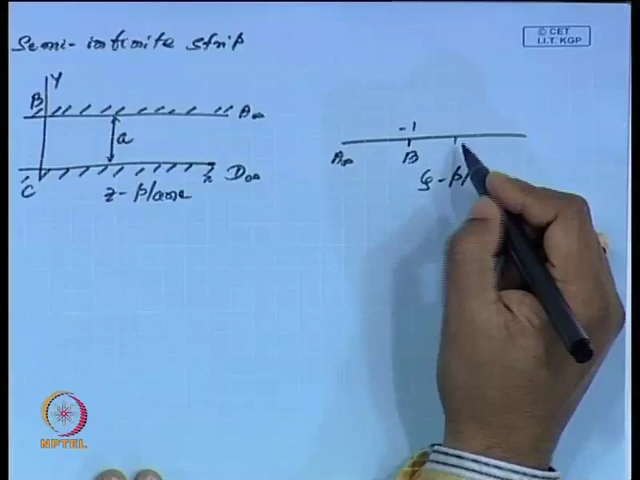 © CET
I.I.T. KGP
Semi-infinite strip
y
B
A∞
a
C
x
D∞
z-plane
-1
A∞
B
ς-pl
NPTEL